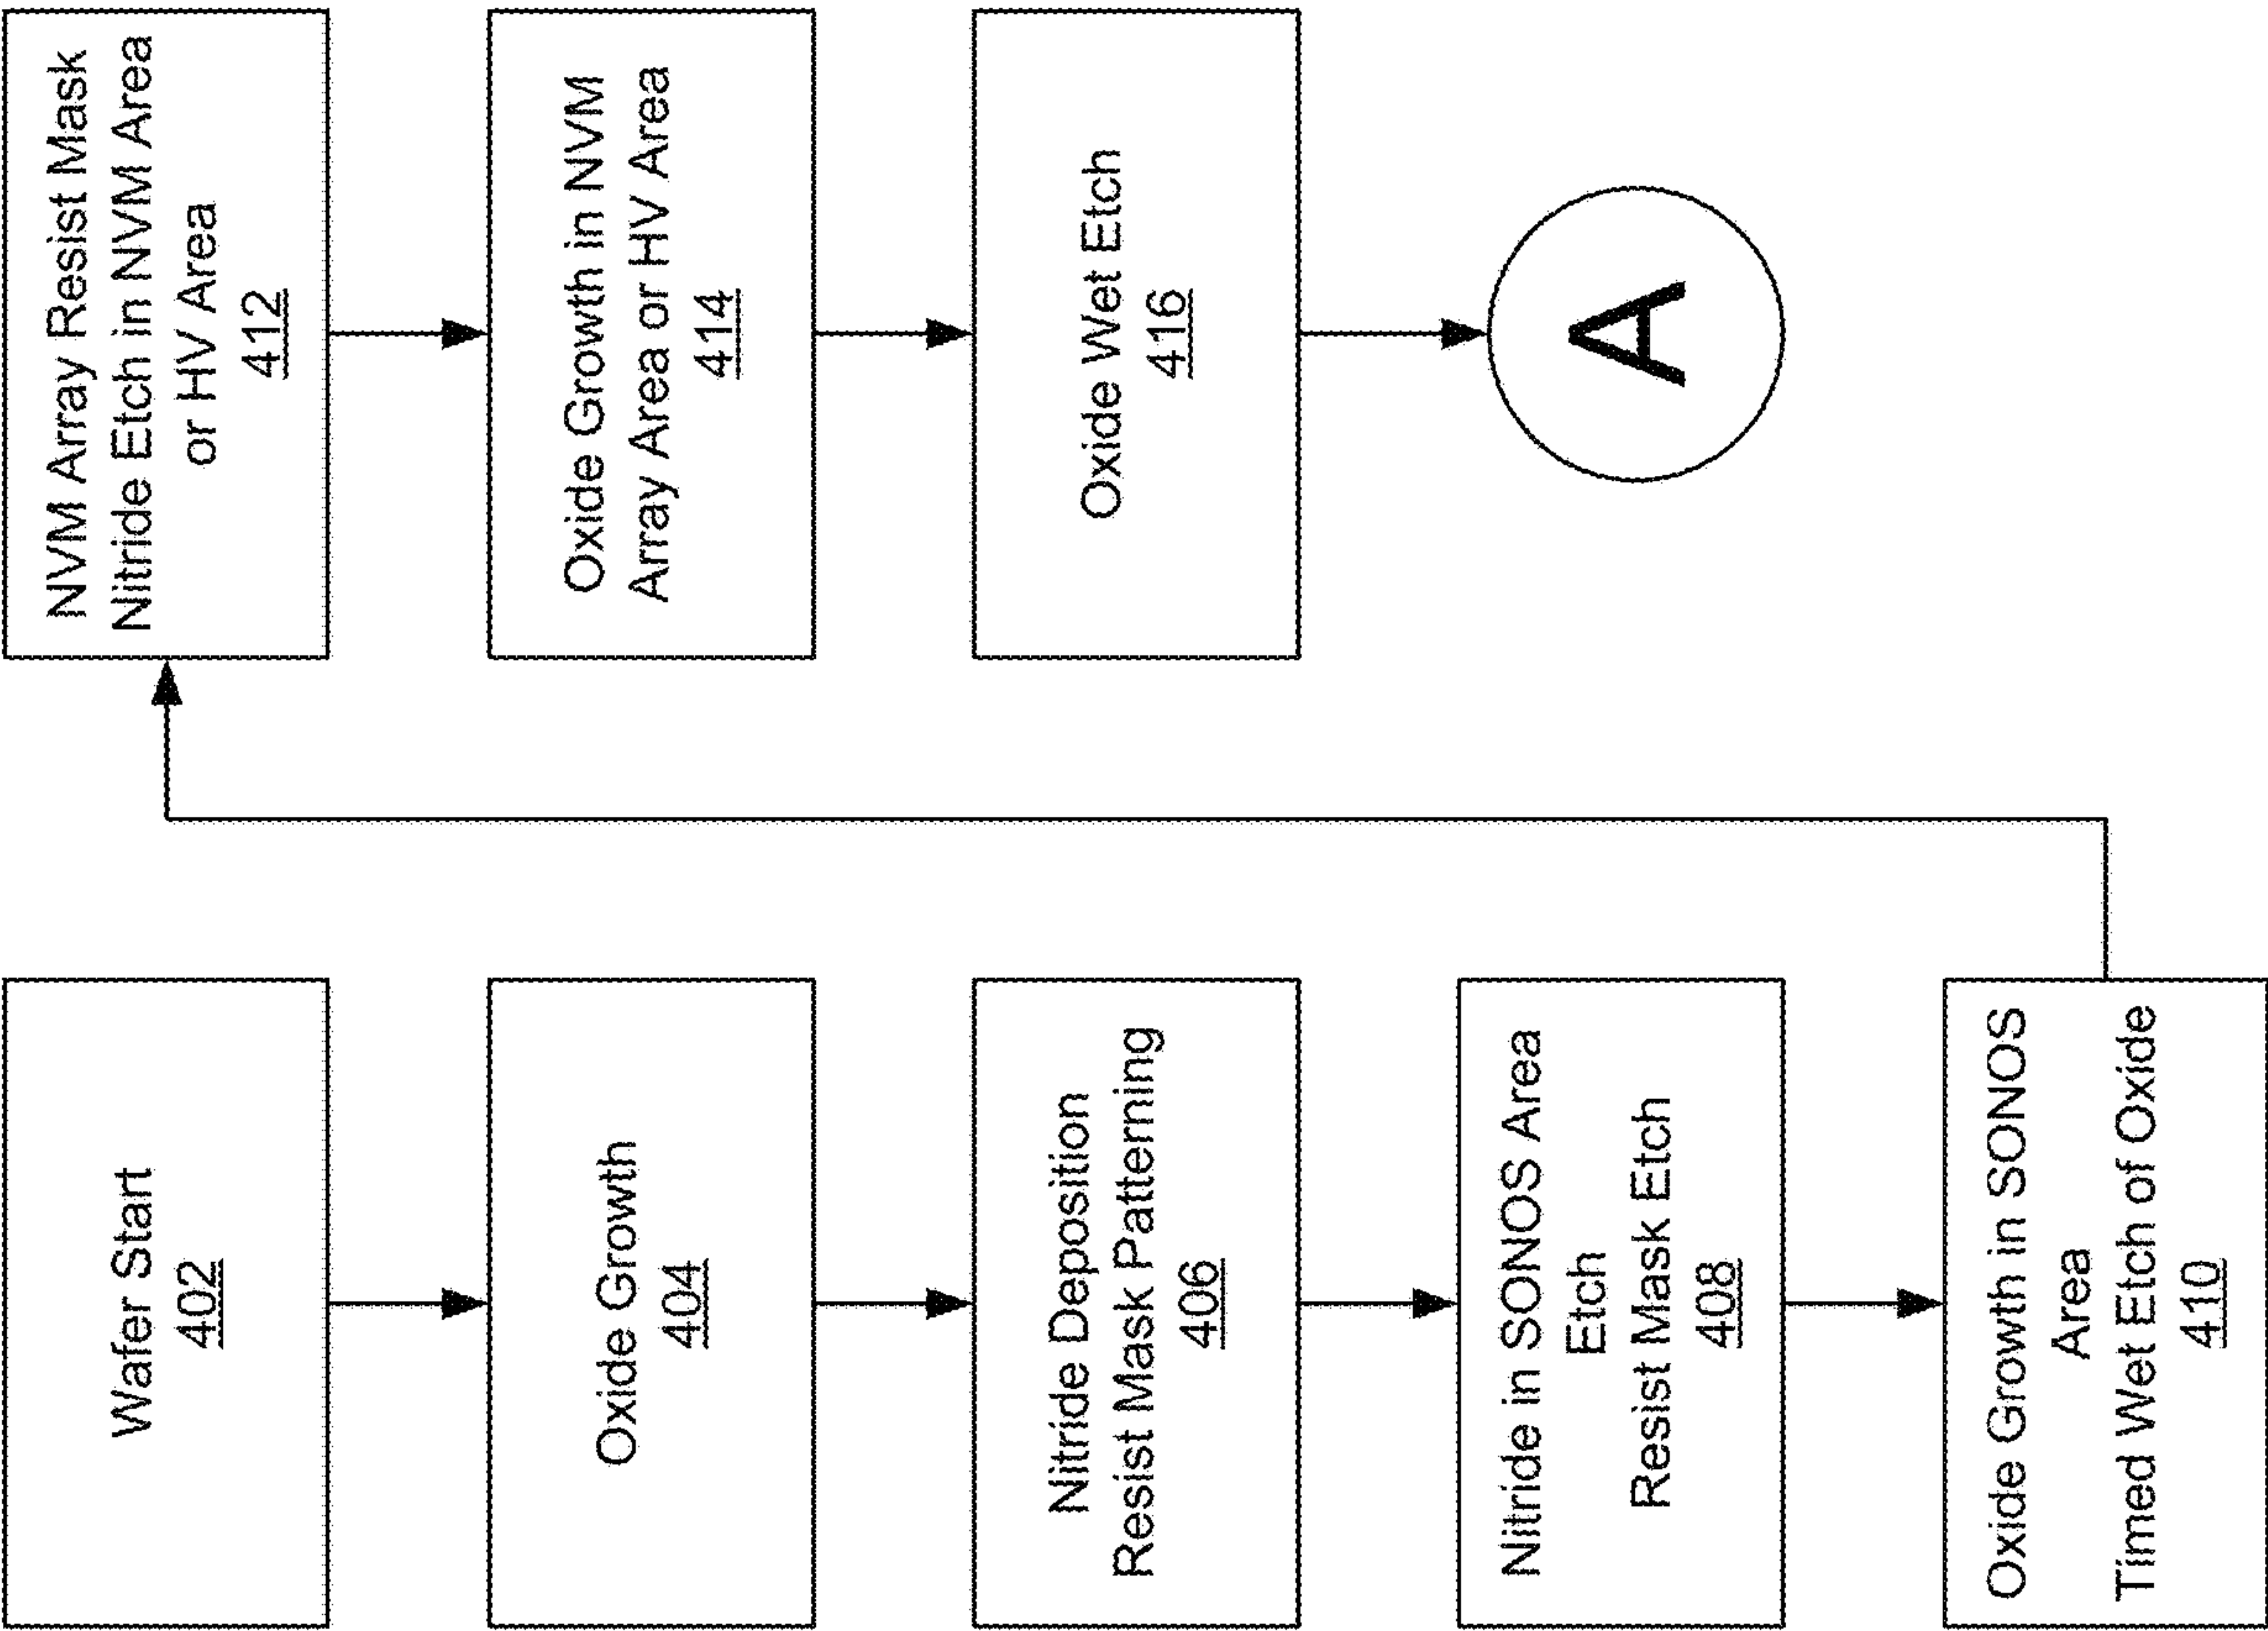 Wafer Start
402
Oxide Growth
404
Nitride Deposition
Resist Mask Patterning
406
Nitride in SONOS Area
Etch
Resist Mask Etch
408
Oxide Growth in SONOS
Area
Timed Wet Etch of Oxide
410
NVM Array Resist Mask
Nitride Etch in NVM Area
or HV Area
412
Oxide Growth in NVM
Array Area or HV Area
414
Oxide Wet Etch
416
A